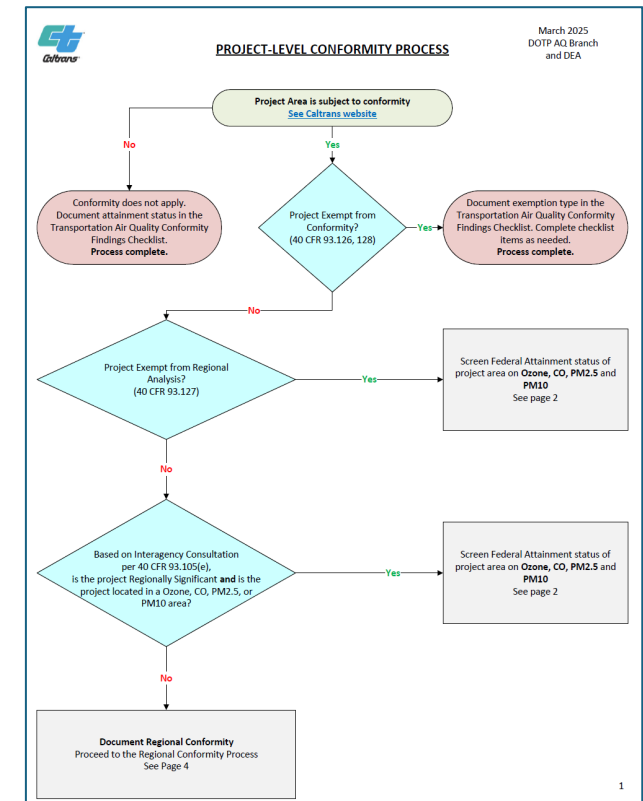 Caltrans
PROJECT-LEVEL CONFORMITY PROCESS
March 2025
DOTP AQ Branch
and DEA
Project Area is subject to conformity
See Caltrans website
No
Yes
Conformity does not apply.
Document attainment status in the
Transportation Air Quality Conformity
Findings Checklist.
Process complete.
Project Exempt from
Conformity?
(40 CFR 93.126, 128)
Yes
Document exemption type in the
Transportation Air Quality Conformity
Findings Checklist. Complete checklist
items as needed.
Process complete.
No
Project Exempt from Regional
Analysis?
(40 CFR 93.127)
Yes
Screen Federal Attainment status of
project area on Ozone, CO, PM2.5 and
PM10
See page 2
No
Based on Interagency Consultation
per 40 CFR 93.105(e),
is the project Regionally Significant and is the
project located in a Ozone, CO, PM2.5, or
PM10 area?
Yes
Screen Federal Attainment status of
project area on Ozone, CO, PM2.5 and
PM10
See page 2
No
Document Regional Conformity
Proceed to the Regional Conformity Process
See Page 4
1